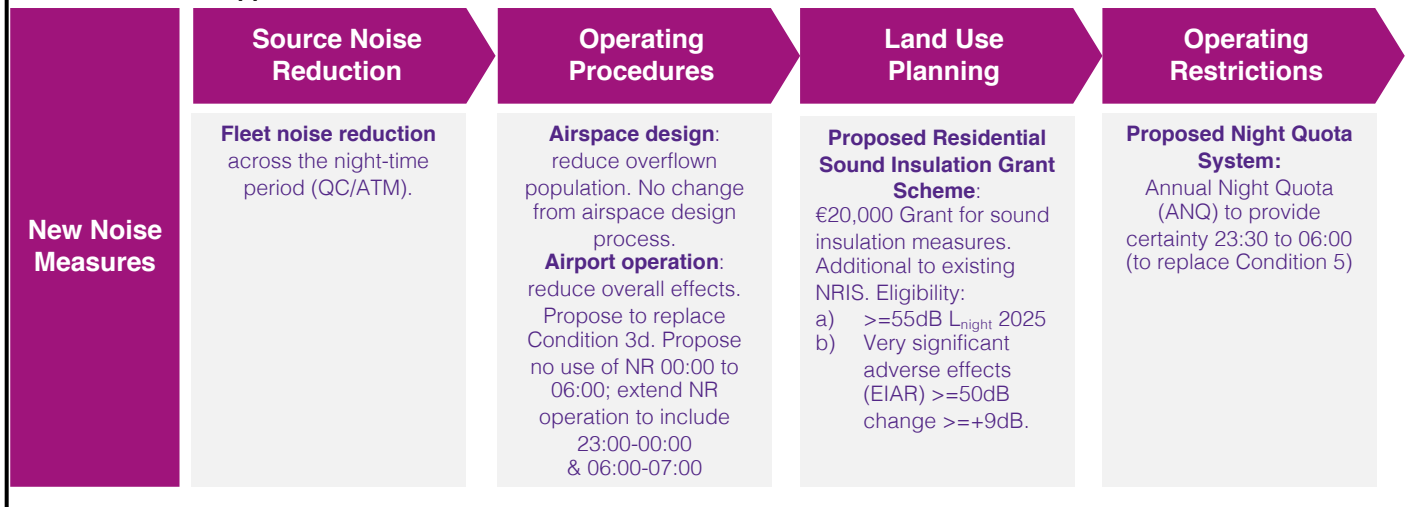 New Noise
Measures
Source Noise
Reduction
Fleet noise reduction
across the night-time
period (QC/ATM).
Operating
Procedures
Airspace design:
reduce overflown
population. No change
from airspace design
process.
Airport operation:
reduce overall effects.
Propose to replace
Condition 3d. Propose
no use of NR 00:00 to
06:00; extend NR
operation to include
23:00-00:00
& 06:00-07:00
Land Use
Planning
Proposed Residential
Sound Insulation Grant
Scheme:
€20,000 Grant for sound
insulation measures.
Additional to existing
NRIS. Eligibility:
a) >=55dB Lnight 2025
b) Very significant
adverse effects
(EIAR) >=50dB
change >=+9dB.
Operating
Restrictions
Proposed Night Quota
System:
Annual Night Quota
(ANQ) to provide
certainty 23:30 to 06:00
(to replace Condition 5)